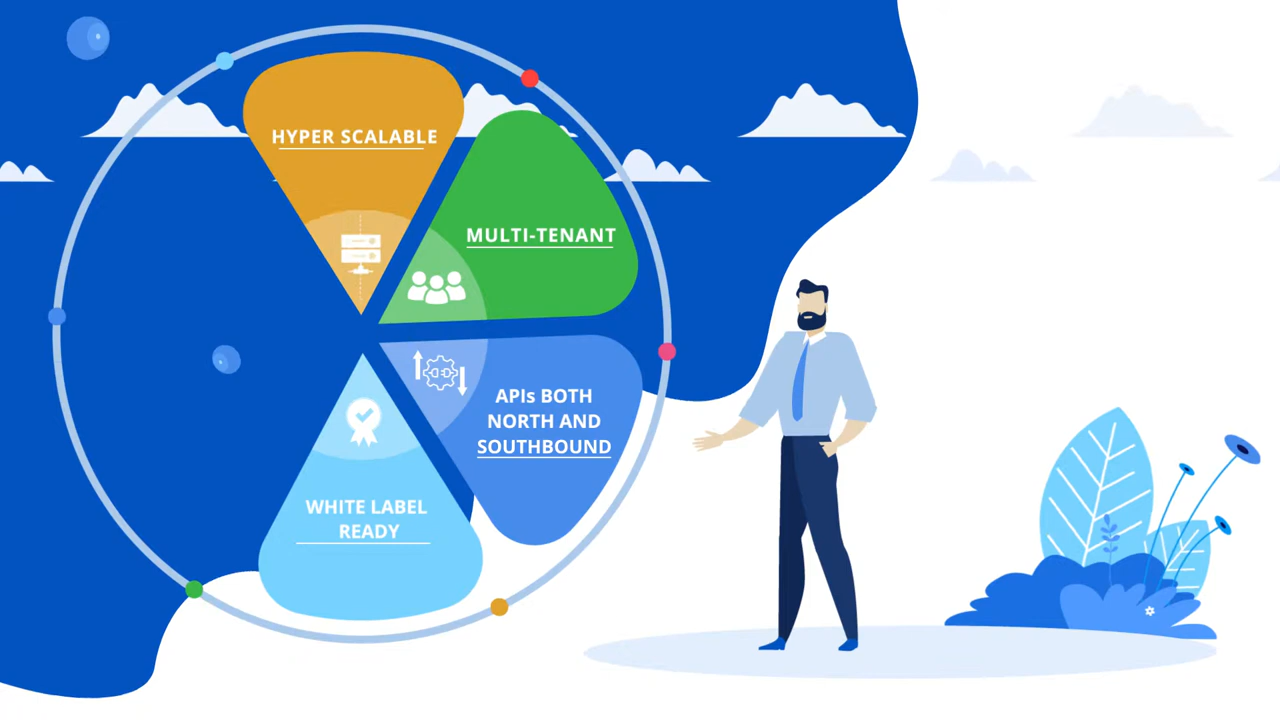 HYPER SCALABLE
MULTI-TENANT
APIs BOTH
NORTH AND
SOUTHBOUND
WHITE LABEL
READY